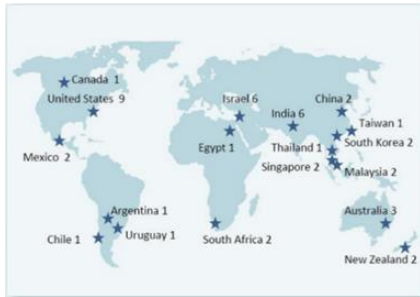 Canada 1
United States 9
Israel 6
India 6
China 2
Taiwan 1
Egypt 1
Thailand 1
South Korea 2
Mexico 2
Singapore 2
Malaysia 2
Argentina 1
Australia 3
Chile 1
Uruguay 1
South Africa 2
New Zealand 2